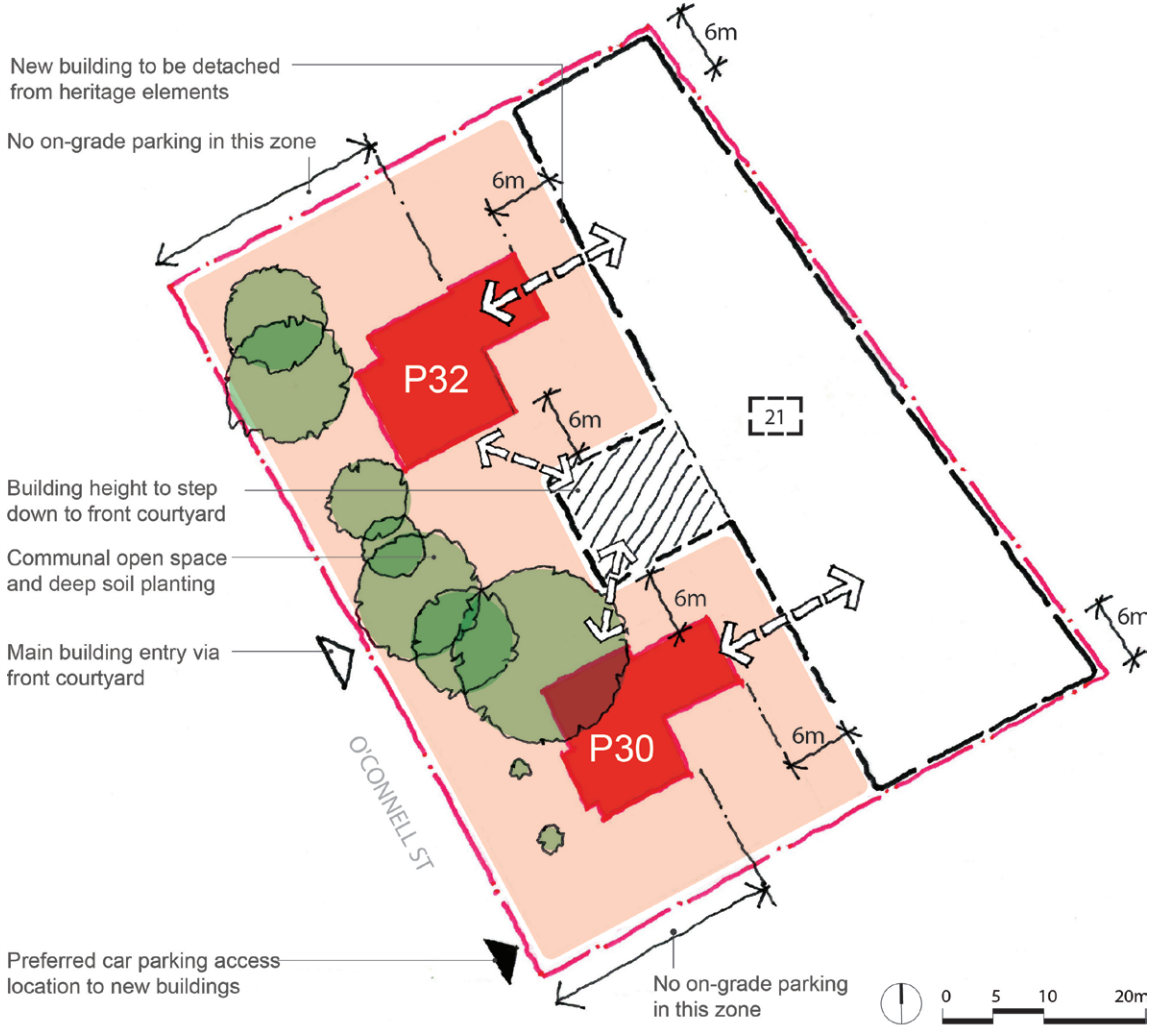 6m
New building to be detached
from heritage elements
No on-grade parking in this zone
6m
P32
6m
21
Building height to step
down to front courtyard
Communal open space
and deep soil planting
6m
6m
Main building entry via
front courtyard
P30
6m
O'CONNELL ST
Preferred car parking access
location to new buildings
No on-grade parking
in this zone
0 5 10 20m